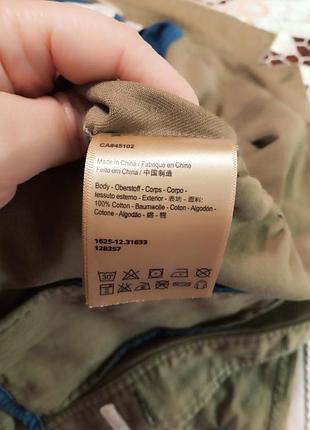 CA#45102
Made in China / Fabriqué en Chine
Feito em China / 中国制造
Body - Oberstoff - Corps - Corpo -
tessuto esterno - Exterior - 表地 - 面料:
100% Cotton - Baumwolle - Coton - Algodón -
Cotone - Algodão - 綿 - 棉
1625-12.31633
128357
30